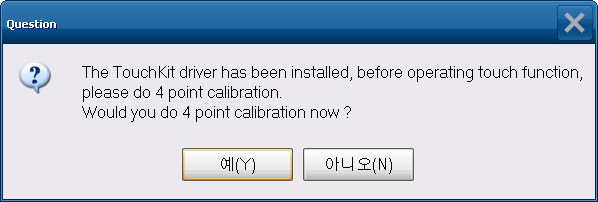 Question
The TouchKit driver has been installed, before operating touch function,
please do 4 point calibration.
Would you do 4 point calibration now ?
예(Y) 아니오(N)